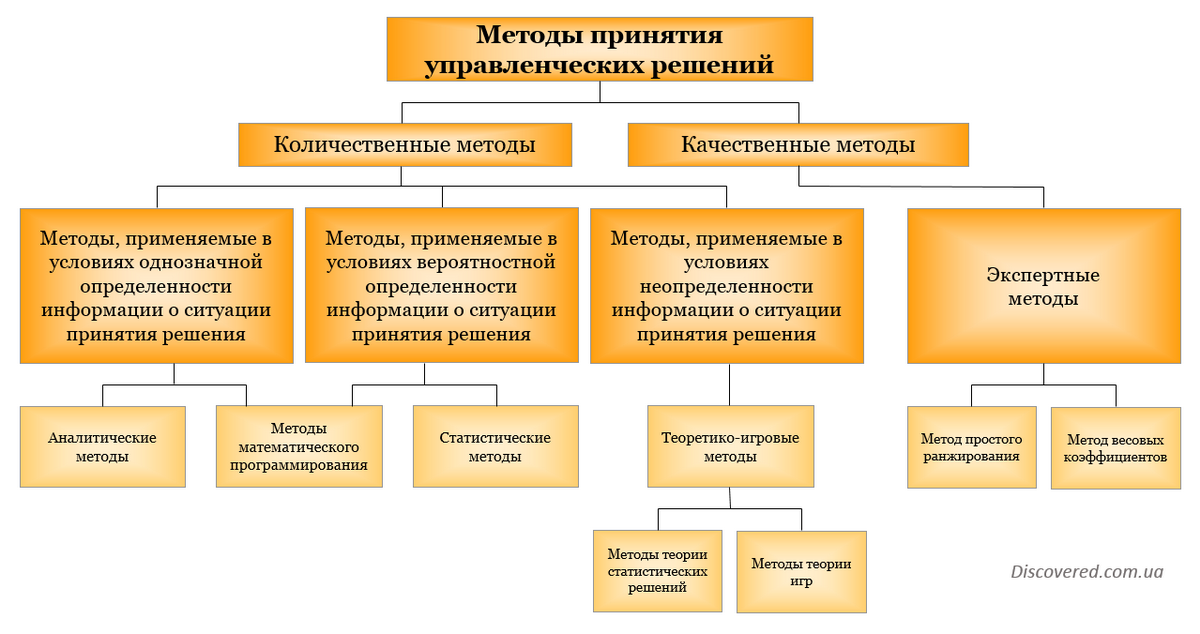 Методы принятия
управленческих решений
Количественные методы
Качественные методы
Методы, применяемые в
условиях однозначной
определенности
информации о ситуации
принятия решения
Методы, применяемые в
условиях вероятностной
определенности
информации о ситуации
принятия решения
Методы, применяемые в
условиях
неопределенности
информации о ситуации
принятия решения
Экспертные
методы
Аналитические
методы
Методы
математического
программирования
Статистические
методы
Теоретико-игровые
методы
Метод простого
ранжирования
Метод весовых
коэффициентов
Методы теории
статистических
решений
Методы теории
игр
Discovered.com.ua